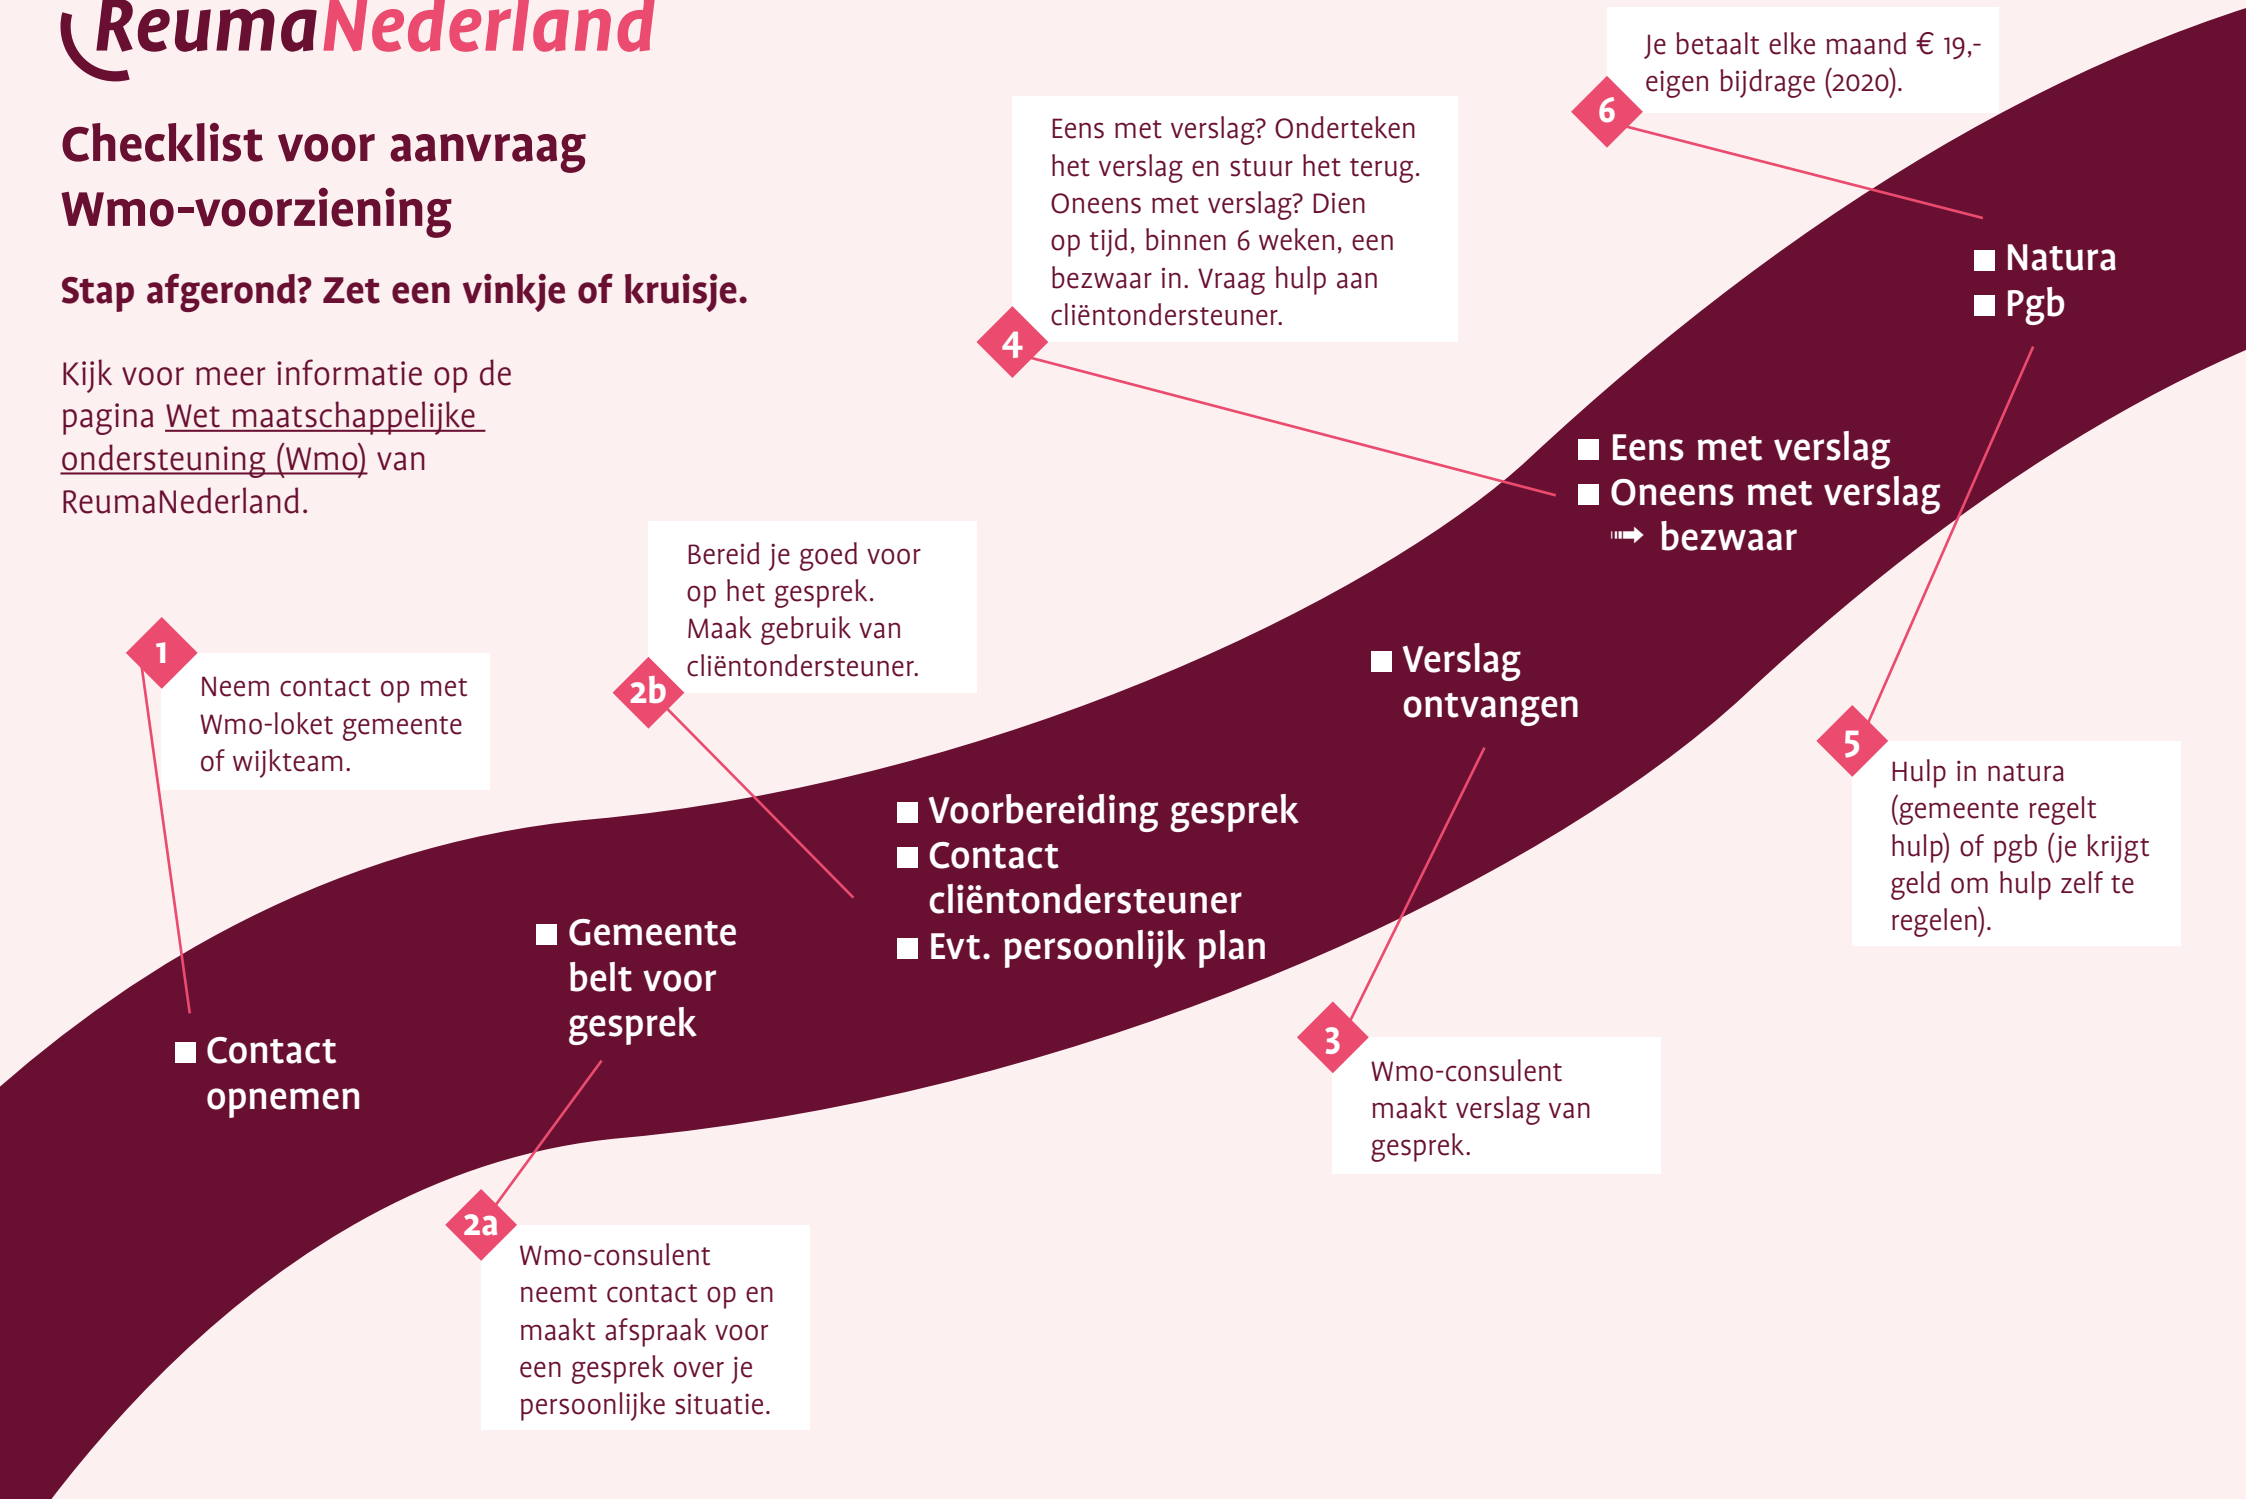 ReumaNederland
Checklist voor aanvraag
Wmo-voorziening
Stap afgerond? Zet een vinkje of kruisje.
Kijk voor meer informatie op de
pagina Wet maatschappelijke
ondersteuning (Wmo) van
ReumaNederland.
1
Neem contact op met
Wmo-loket gemeente
of wijkteam.
Contact
opnemen
Gemeente
belt voor
gesprek
2a
Wmo-consulent
neemt contact op en
maakt afspraak voor
een gesprek over je
persoonlijke situatie.
2b
Bereid je goed voor
op het gesprek.
Maak gebruik van
cliëntondersteuner.
Voorbereiding gesprek
Contact
cliëntondersteuner
Evt. persoonlijk plan
Verslag
ontvangen
3
Wmo-consulent
maakt verslag van
gesprek.
4
Eens met verslag? Onderteken
het verslag en stuur het terug.
Oneens met verslag? Dien
op tijd, binnen 6 weken, een
bezwaar in. Vraag hulp aan
cliëntondersteuner.
Eens met verslag
Oneens met verslag
➟ bezwaar
Natura
Pgb
5
Hulp in natura
(gemeente regelt
hulp) of pgb (je krijgt
geld om hulp zelf te
regelen).
6
Je betaalt elke maand € 19,-
eigen bijdrage (2020).